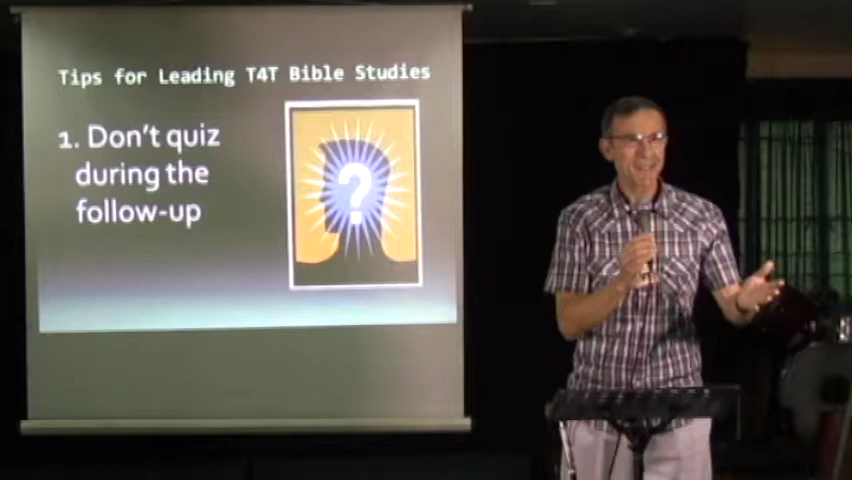 Tips for Leading T4T Bible Studies
1. Don't quiz
during the
follow-up
?